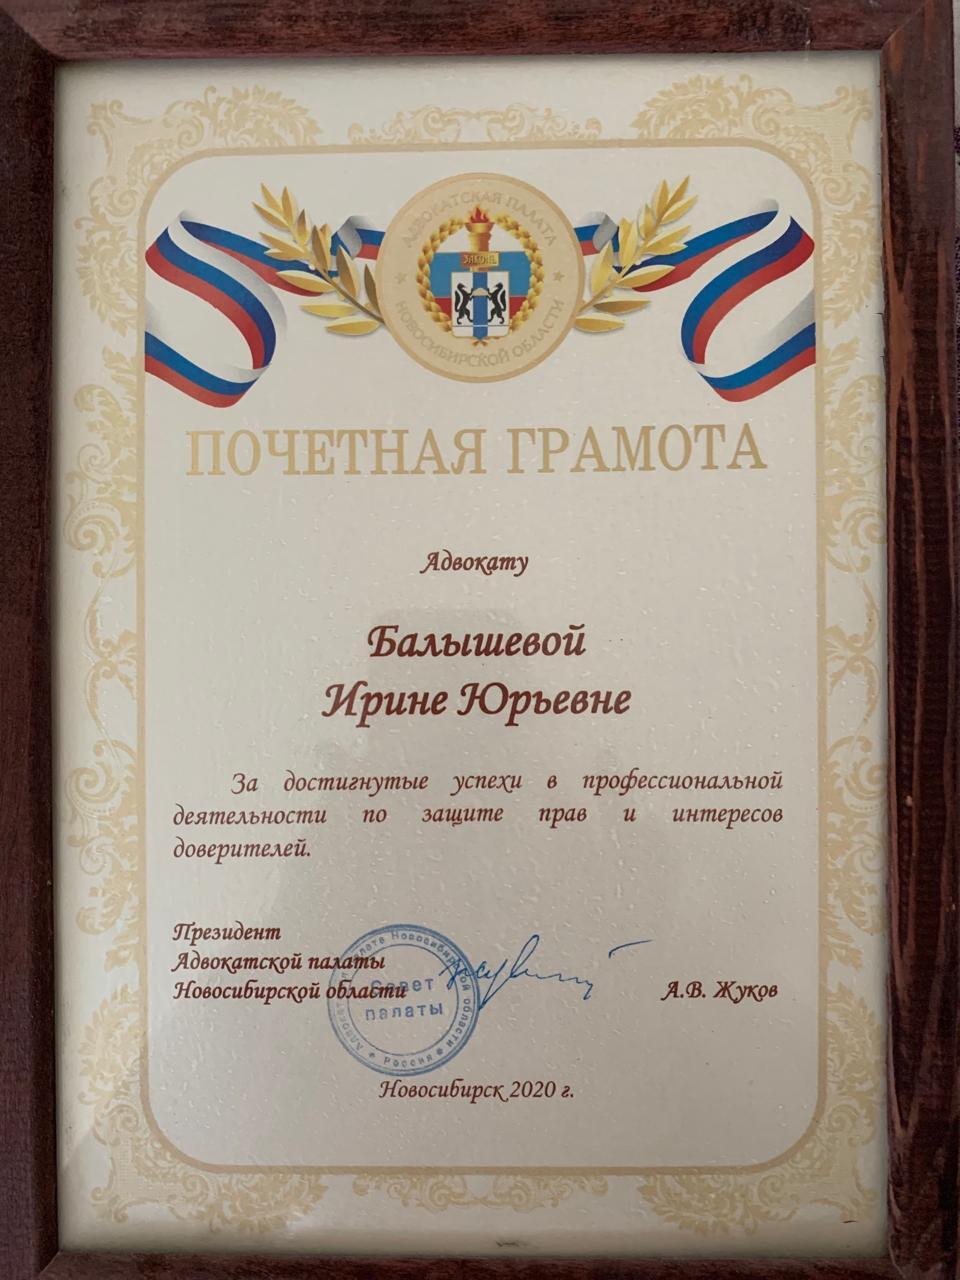 АДВОКАТСКАЯ ПАЛАТА
НОВОСИБИРСКОЙ ОБЛАСТИ
ЗАКОНЪ
ПОЧЕТНАЯ ГРАМОТА
Адвокату
Балышевой
Ирине Юрьевне
За достигнутые успехи в профессиональной
деятельности по защите прав и интересов
доверителей.
Президент
Адвокатской палаты
Новосибирской области
А.В. Жуков
Совет
палаты
Россия
Новосибирск 2020 г.